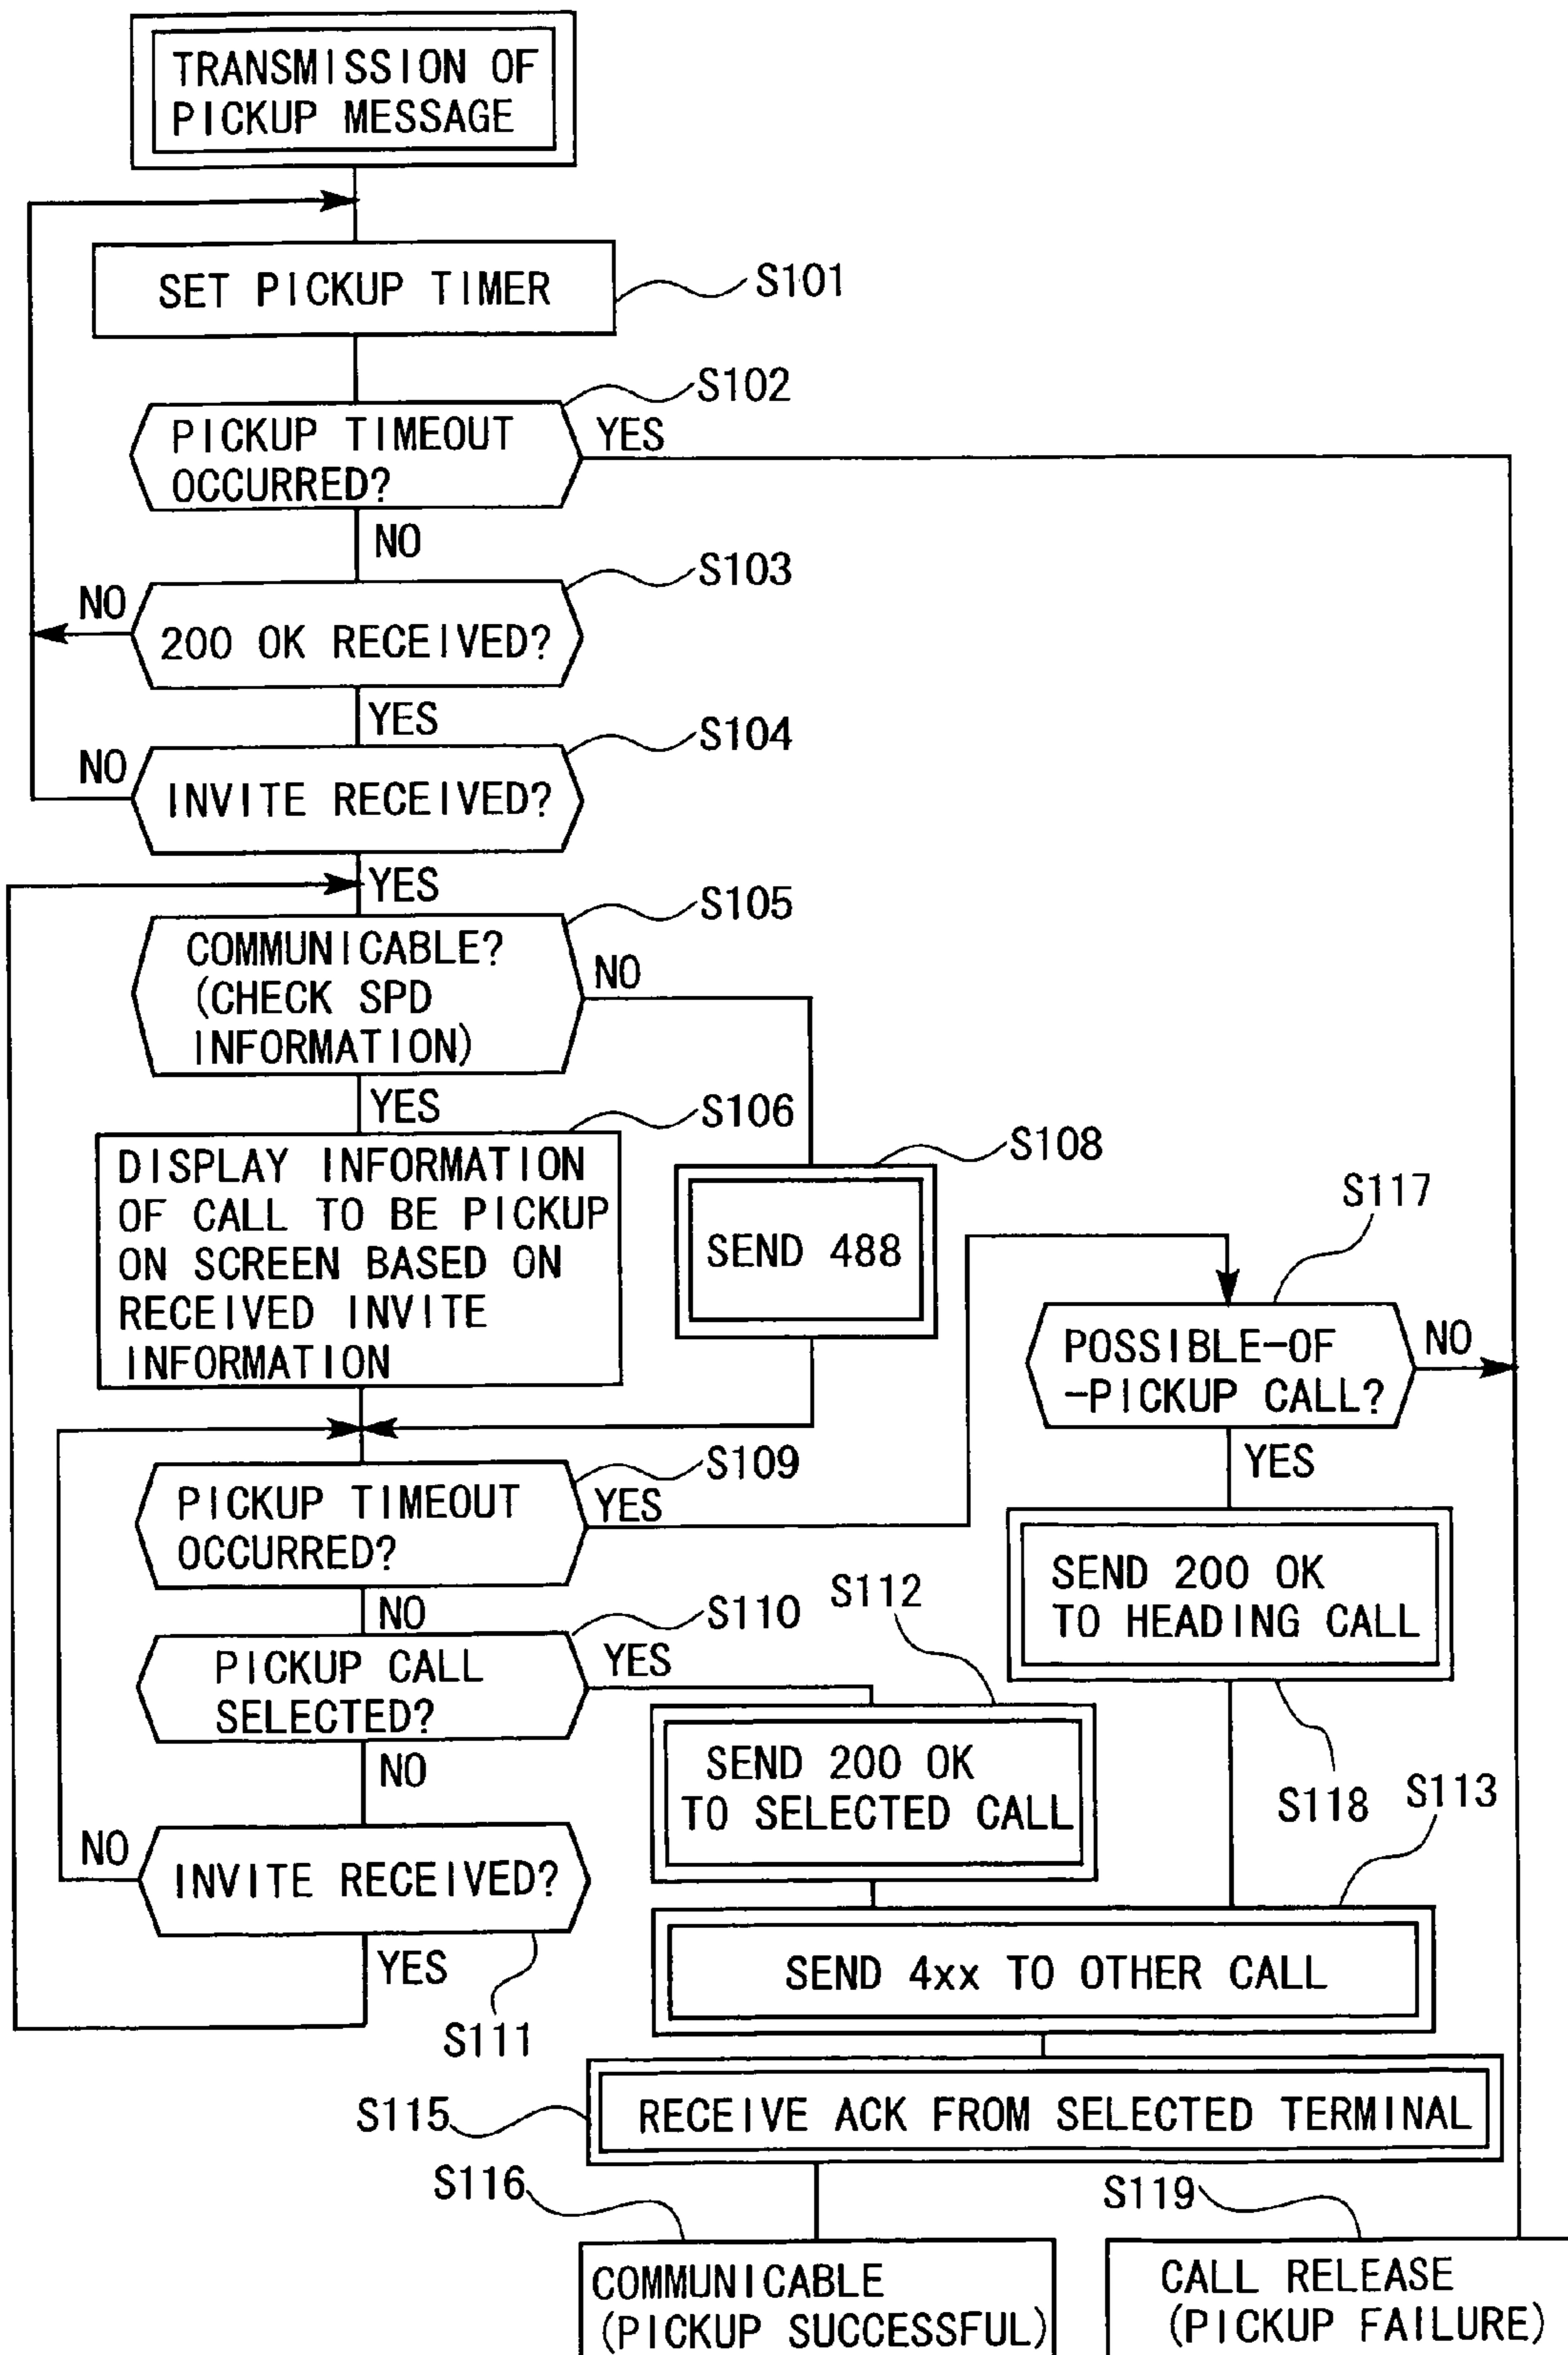 TRANSMISSION OF
PICKUP MESSAGE
SET PICKUP TIMER
S101
S102
PICKUP TIMEOUT
OCCURRED?
YES
NO
S103
NO
200 OK RECEIVED?
YES
S104
NO
INVITE RECEIVED?
YES
S105
COMMUNICABLE?
(CHECK SPD
INFORMATION)
NO
YES
S106
DISPLAY INFORMATION
OF CALL TO BE PICKUP
ON SCREEN BASED ON
RECEIVED INVITE
INFORMATION
S108
SEND 488
S117
POSSIBLE-OF
-PICKUP CALL?
NO
YES
S109
PICKUP TIMEOUT
OCCURRED?
YES
NO
SEND 200 OK
TO HEADING CALL
S118
S110
PICKUP CALL
SELECTED?
YES
NO
S112
SEND 200 OK
TO SELECTED CALL
S113
NO
INVITE RECEIVED?
YES
S111
SEND 4xx TO OTHER CALL
S115
RECEIVE ACK FROM SELECTED TERMINAL
S116
S119
COMMUNICABLE
(PICKUP SUCCESSFUL)
CALL RELEASE
(PICKUP FAILURE)